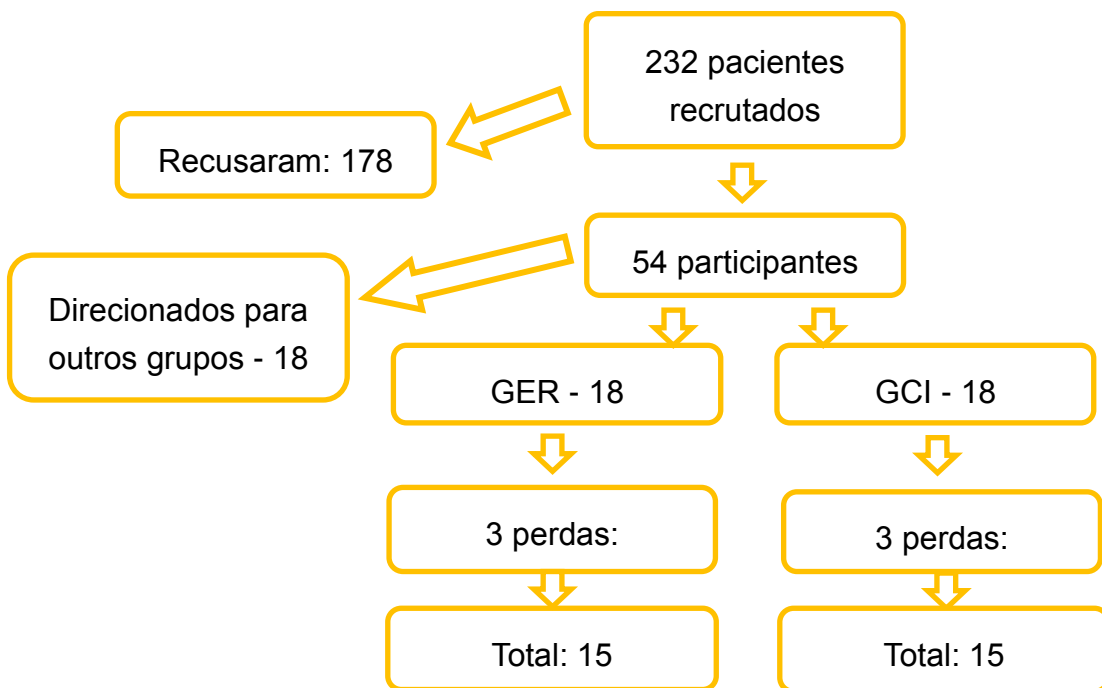 232 pacientes
recrutados
Recusaram: 178
54 participantes
Direcionados para
outros grupos - 18
GER - 18
GCI - 18
3 perdas:
3 perdas:
Total: 15
Total: 15